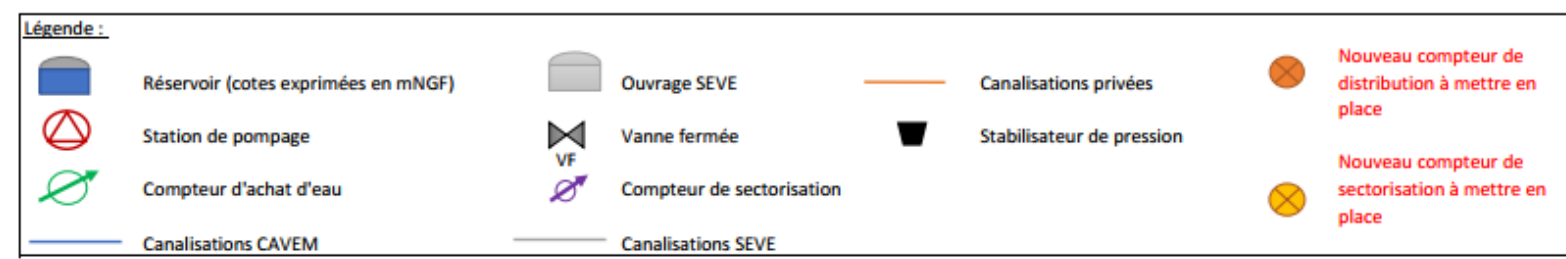 Légende :
Réservoir (cotes exprimées en mNGF)
Station de pompage
Compteur d'achat d'eau
Canalisations CAVEM
Ouvrage SEVE
Vanne fermée
VF
Compteur de sectorisation
Canalisations SEVE
Canalisations privées
Stabilisateur de pression
Nouveau compteur de
distribution à mettre en
place
Nouveau compteur de
sectorisation à mettre en
place